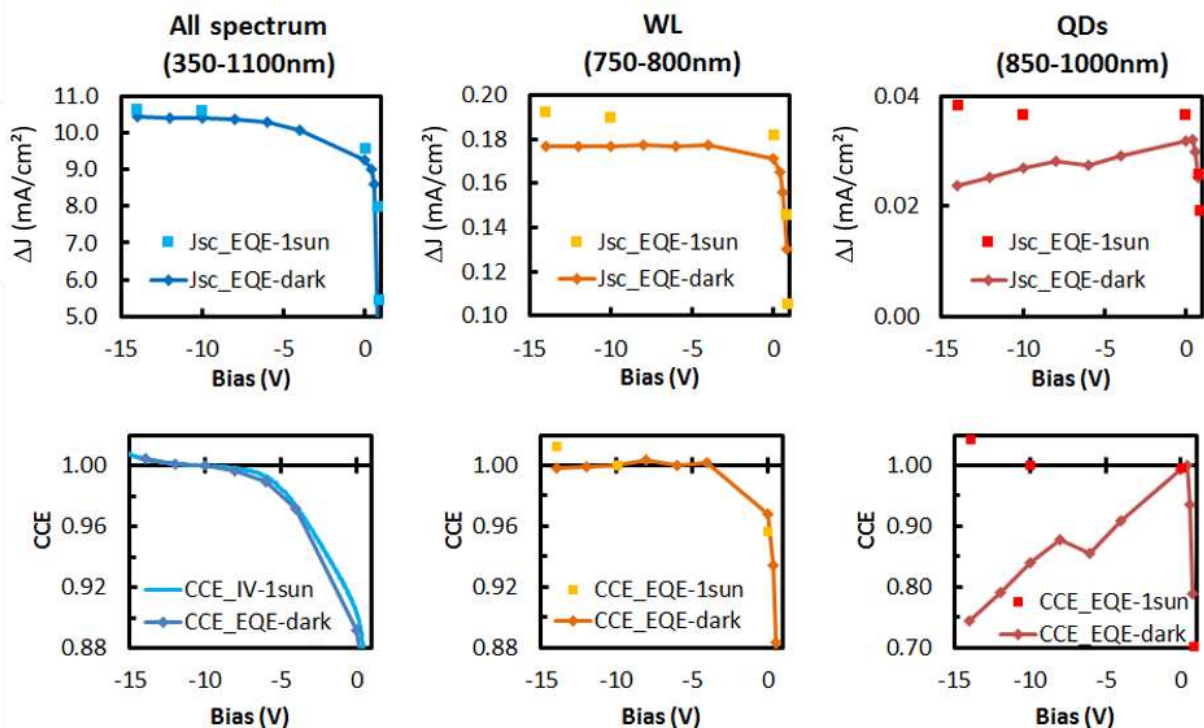 All spectrum
(350-1100nm)
WL
(750-800nm)
QDs
(850-1000nm)
ΔJ (mA/cm²)
11.0
10.0
9.0
8.0
7.0
6.0
5.0
Jsc_EQE-1sun
Jsc_EQE-dark
-15 -10 -5 0
Bias (V)
ΔJ (mA/cm²)
0.20
0.18
0.16
0.14
0.12
0.10
Jsc_EQE-1sun
Jsc_EQE-dark
-15 -10 -5 0
Bias (V)
ΔJ (mA/cm²)
0.04
0.02
0.00
Jsc_EQE-1sun
Jsc_EQE-dark
-15 -10 -5 0
Bias (V)
CCE
1.00
0.96
0.92
0.88
CCE_IV-1sun
CCE_EQE-dark
-15 -10 -5 0
Bias (V)
CCE
1.00
0.96
0.92
0.88
CCE_EQE-1sun
CCE_EQE-dark
-15 -10 -5 0
Bias (V)
CCE
1.00
0.90
0.80
0.70
CCE_EQE-1sun
CCE_EQE-dark
-15 -10 -5 0
Bias (V)